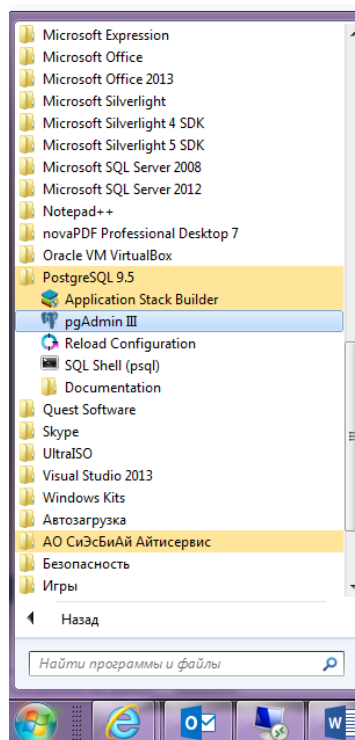 Microsoft Expression
Microsoft Office
Microsoft Office 2013
Microsoft Silverlight
Microsoft Silverlight 4 SDK
Microsoft Silverlight 5 SDK
Microsoft SQL Server 2008
Microsoft SQL Server 2012
Notepad++
novaPDF Professional Desktop 7
Oracle VM VirtualBox
PostgreSQL 9.5
Application Stack Builder
pgAdmin III
Reload Configuration
SQL Shell (psql)
Documentation
Quest Software
Skype
UltraISO
Visual Studio 2013
Windows Kits
Автозагрузка
АО СиЭсБиАй Айтисервис
Безопасность
Игры
Назад
Найти программы и файлы